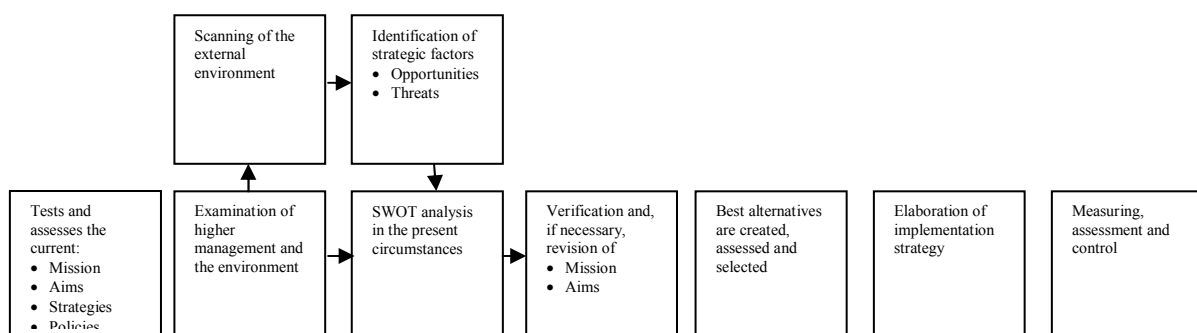 Scanning of the
external
environment
Identification of
strategic factors
• Opportunities
• Threats
Tests and
assesses the
current:
• Mission
• Aims
• Strategies
• Policies
Examination of
higher
management and
the environment
SWOT analysis
in the present
circumstances
Verification and,
if necessary,
revision of
• Mission
• Aims
Best alternatives
are created,
assessed and
selected
Elaboration of
implementation
strategy
Measuring,
assessment and
control